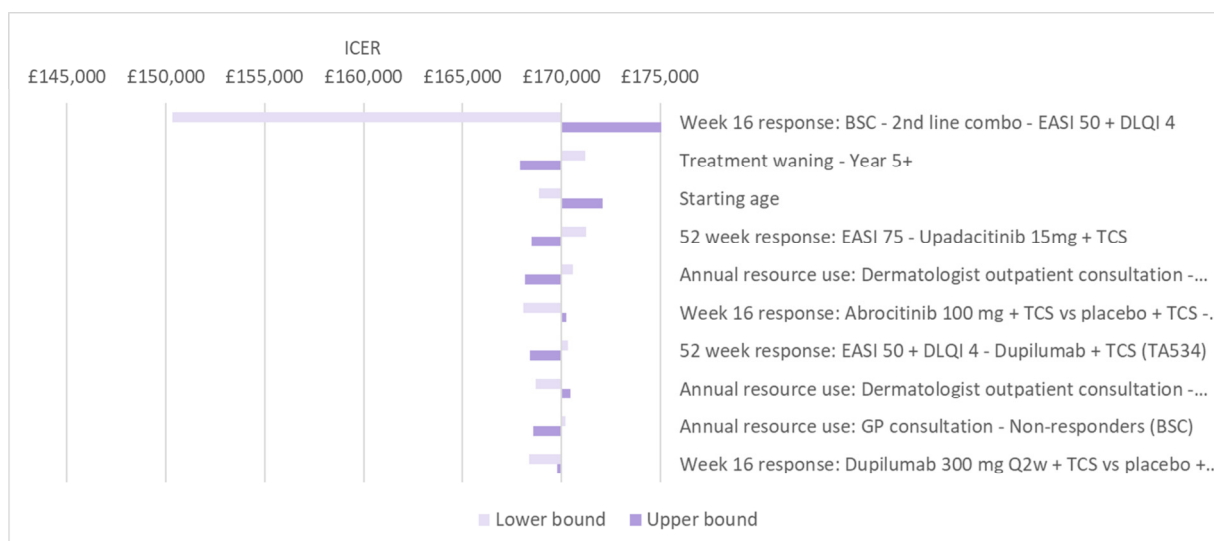 ICER
£145,000 £150,000 £155,000 £160,000 £165,000 £170,000 £175,000
Week 16 response: BSC - 2nd line combo - EASI 50 + DLQI 4
Treatment waning - Year 5+
Starting age
52 week response: EASI 75 - Upadacitinib 15mg + TCS
Annual resource use: Dermatologist outpatient consultation -...
Week 16 response: Abrocitinib 100 mg + TCS vs placebo + TCS -...
52 week response: EASI 50 + DLQI 4 - Dupilumab + TCS (TA534)
Annual resource use: Dermatologist outpatient consultation -...
Annual resource use: GP consultation - Non-responders (BSC)
Week 16 response: Dupilumab 300 mg Q2w + TCS vs placebo +...
Lower bound Upper bound